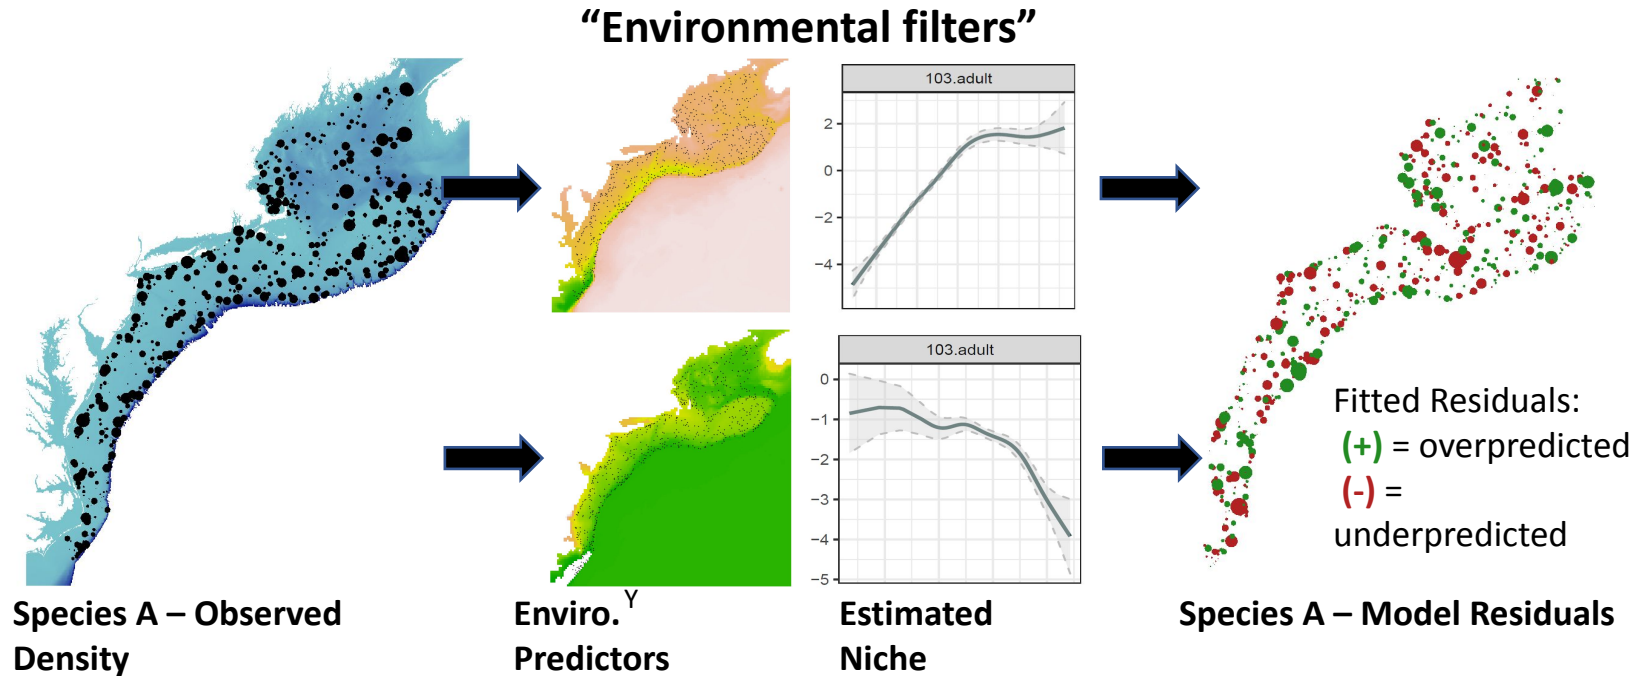 “Environmental filters”
103.adult
2
0
−2
−4
103.adult
0
−1
−2
−3
−4
−5
Fitted Residuals:
(+) = overpredicted
(-) =
underpredicted
Species A – Observed
Density
Enviro.
Y
Predictors
Estimated
Niche
Species A – Model Residuals